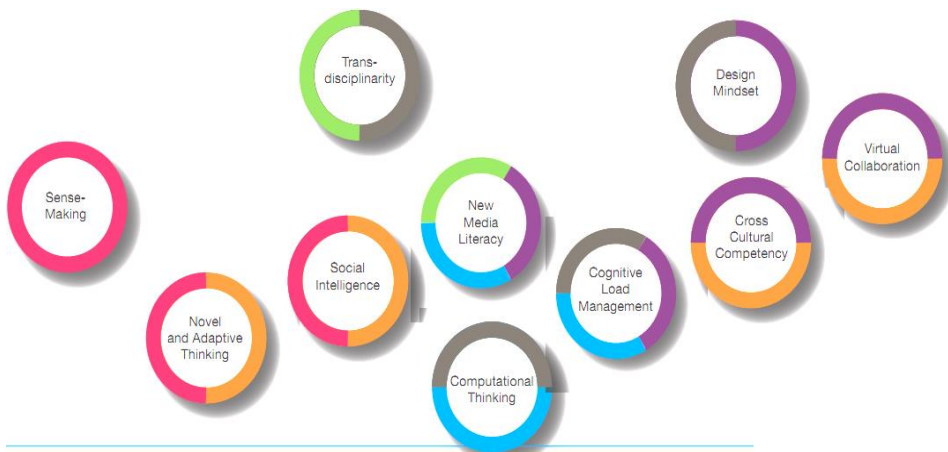 Trans-
disciplinarity
Design
Mindset
Virtual
Collaboration
Sense-
Making
New
Media
Literacy
Cross
Cultural
Competency
Social
Intelligence
Cognitive
Load
Management
Novel
and Adaptive
Thinking
Computational
Thinking